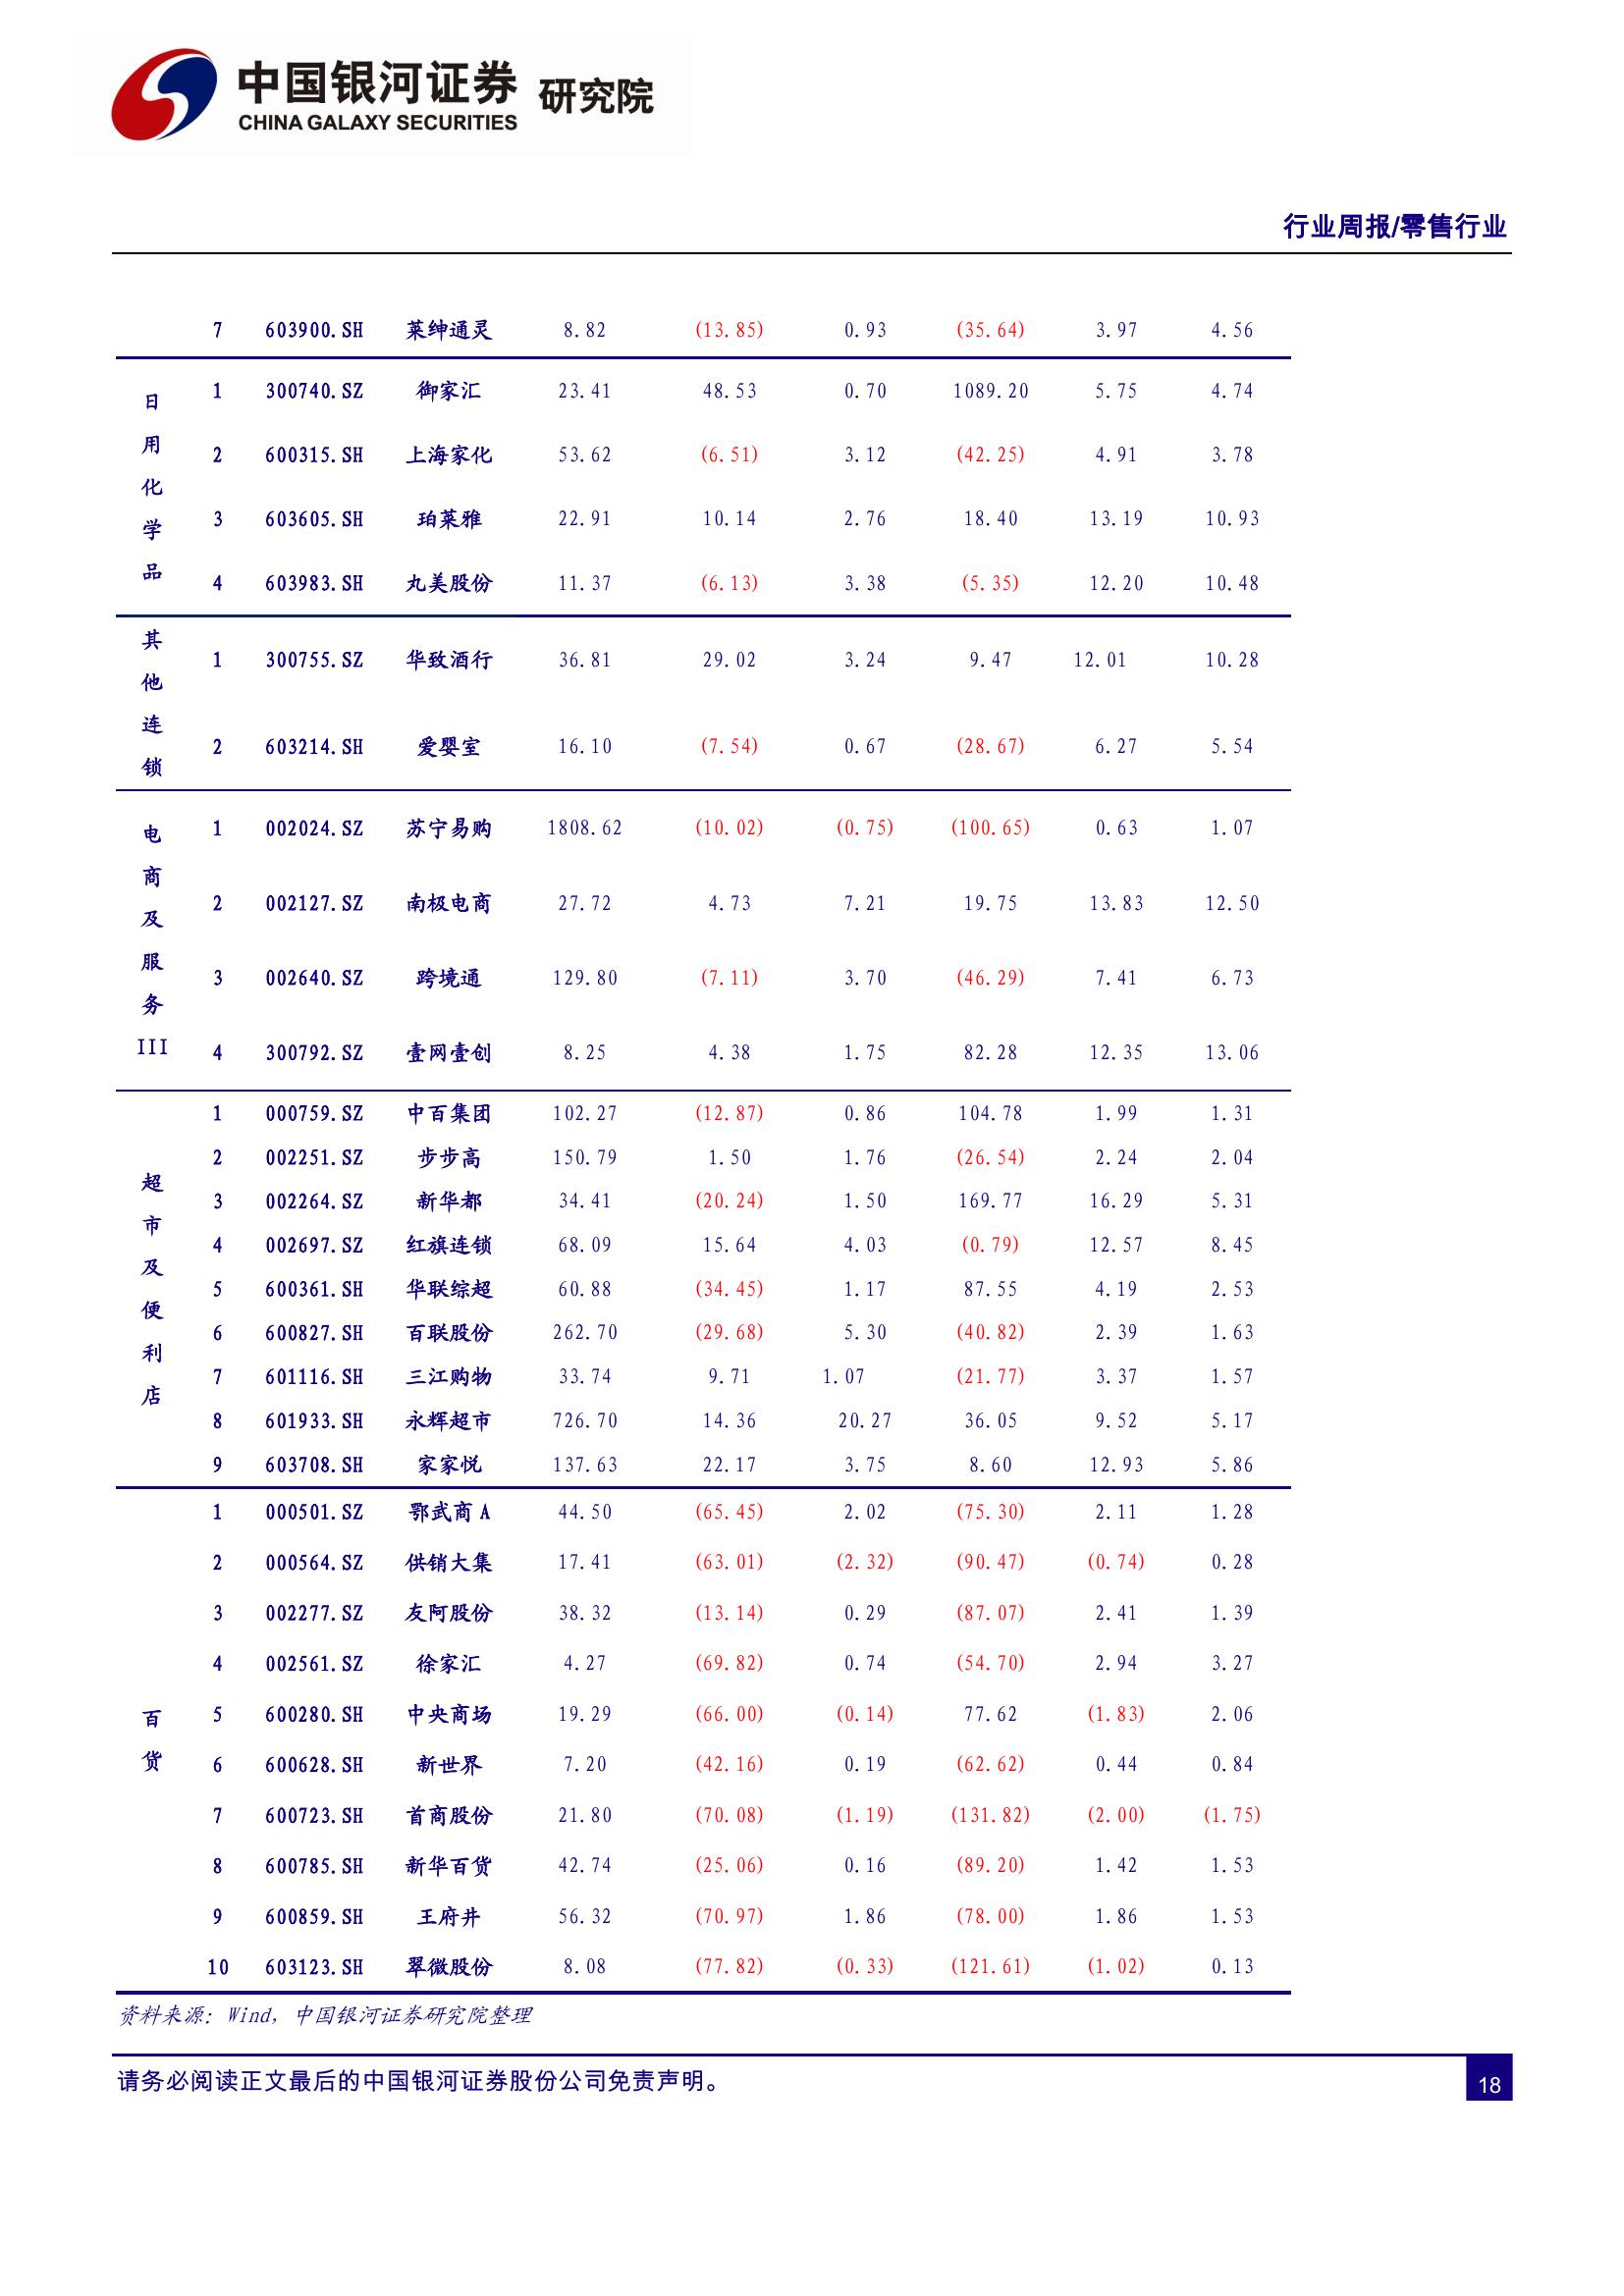 中国银河证券 研究院
CHINA GALAXY SECURITIES
行业周报/零售行业
7 603900.SH 莱绅通灵 8.82 (13.85) 0.93 (35.64) 3.97 4.56
日用化学品
1 300740.SZ 御家汇 23.41 48.53 0.70 1089.20 5.75 4.74
2 600315.SH 上海家化 53.62 (6.51) 3.12 (42.25) 4.91 3.78
3 603605.SH 珀莱雅 22.91 10.14 2.76 18.40 13.19 10.93
4 603983.SH 丸美股份 11.37 (6.13) 3.38 (5.35) 12.20 10.48
其他连锁
1 300755.SZ 华致酒行 36.81 29.02 3.24 9.47 12.01 10.28
2 603214.SH 爱婴室 16.10 (7.54) 0.67 (28.67) 6.27 5.54
电商及服务III
1 002024.SZ 苏宁易购 1808.62 (10.02) (0.75) (100.65) 0.63 1.07
2 002127.SZ 南极电商 27.72 4.73 7.21 19.75 13.83 12.50
3 002640.SZ 跨境通 129.80 (7.11) 3.70 (46.29) 7.41 6.73
4 300792.SZ 壹网壹创 8.25 4.38 1.75 82.28 12.35 13.06
超市及便利店
1 000759.SZ 中百集团 102.27 (12.87) 0.86 104.78 1.99 1.31
2 002251.SZ 步步高 150.79 1.50 1.76 (26.54) 2.24 2.04
3 002264.SZ 新华都 34.41 (20.24) 1.50 169.77 16.29 5.31
4 002697.SZ 红旗连锁 68.09 15.64 4.03 (0.79) 12.57 8.45
5 600361.SH 华联综超 60.88 (34.45) 1.17 87.55 4.19 2.53
6 600827.SH 百联股份 262.70 (29.68) 5.30 (40.82) 2.39 1.63
7 601116.SH 三江购物 33.74 9.71 1.07 (21.77) 3.37 1.57
8 601933.SH 永辉超市 726.70 14.36 20.27 36.05 9.52 5.17
9 603708.SH 家家悦 137.63 22.17 3.75 8.60 12.93 5.86
百货
1 000501.SZ 鄂武商 A 44.50 (65.45) 2.02 (75.30) 2.11 1.28
2 000564.SZ 供销大集 17.41 (63.01) (2.32) (90.47) (0.74) 0.28
3 002277.SZ 友阿股份 38.32 (13.14) 0.29 (87.07) 2.41 1.39
4 002561.SZ 徐家汇 4.27 (69.82) 0.74 (54.70) 2.94 3.27
5 600280.SH 中央商场 19.29 (66.00) (0.14) 77.62 (1.83) 2.06
6 600628.SH 新世界 7.20 (42.16) 0.19 (62.62) 0.44 0.84
7 600723.SH 首商股份 21.80 (70.08) (1.19) (131.82) (2.00) (1.75)
8 600785.SH 新华百货 42.74 (25.06) 0.16 (89.20) 1.42 1.53
9 600859.SH 王府井 56.32 (70.97) 1.86 (78.00) 1.86 1.53
10 603123.SH 翠微股份 8.08 (77.82) (0.33) (121.61) (1.02) 0.13
资料来源：Wind，中国银河证券研究院整理
请务必阅读正文最后的中国银河证券股份公司免责声明。
18